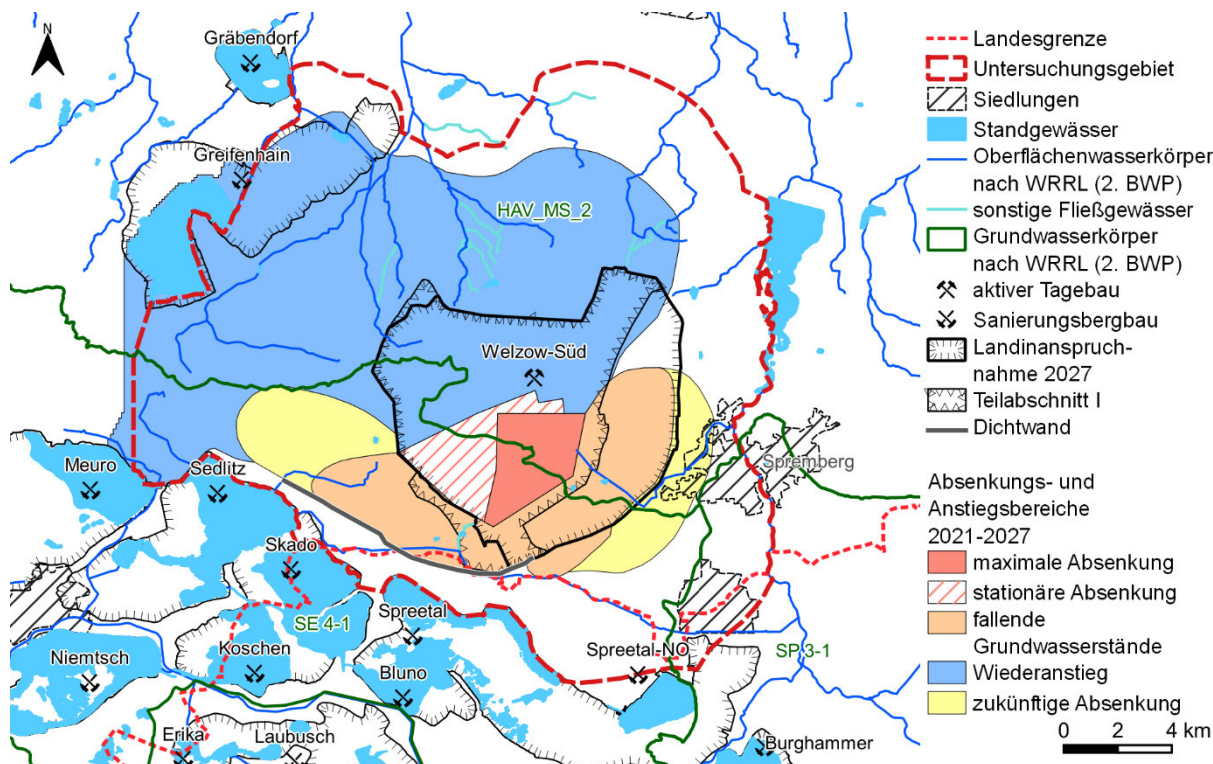 N
Gräbendorf
Greifenhain
HAV_MS_2
Welzow-Süd
Meuro
Sedlitz
Spremberg
Skado
Spreetal
SE 4-1
Niemtsch
Koschen
Bluno
Spreetal-NO
SP 3-1
Erika
Laubusch
Burghammer
Landesgrenze
Untersuchungsgebiet
Siedlungen
Standgewässer
Oberflächenwasserkörper
nach WRRL (2. BWP)
sonstige Fließgewässer
Grundwasserkörper
nach WRRL (2. BWP)
aktiver Tagebau
Sanierungsbergbau
Landinanspruch-
nahme 2027
Teilabschnitt I
Dichtwand
Absenkungs- und
Anstiegsbereiche
2021-2027
maximale Absenkung
stationäre Absenkung
fallende
Grundwasserstände
Wiederanstieg
zukünftige Absenkung
0 2 4 km